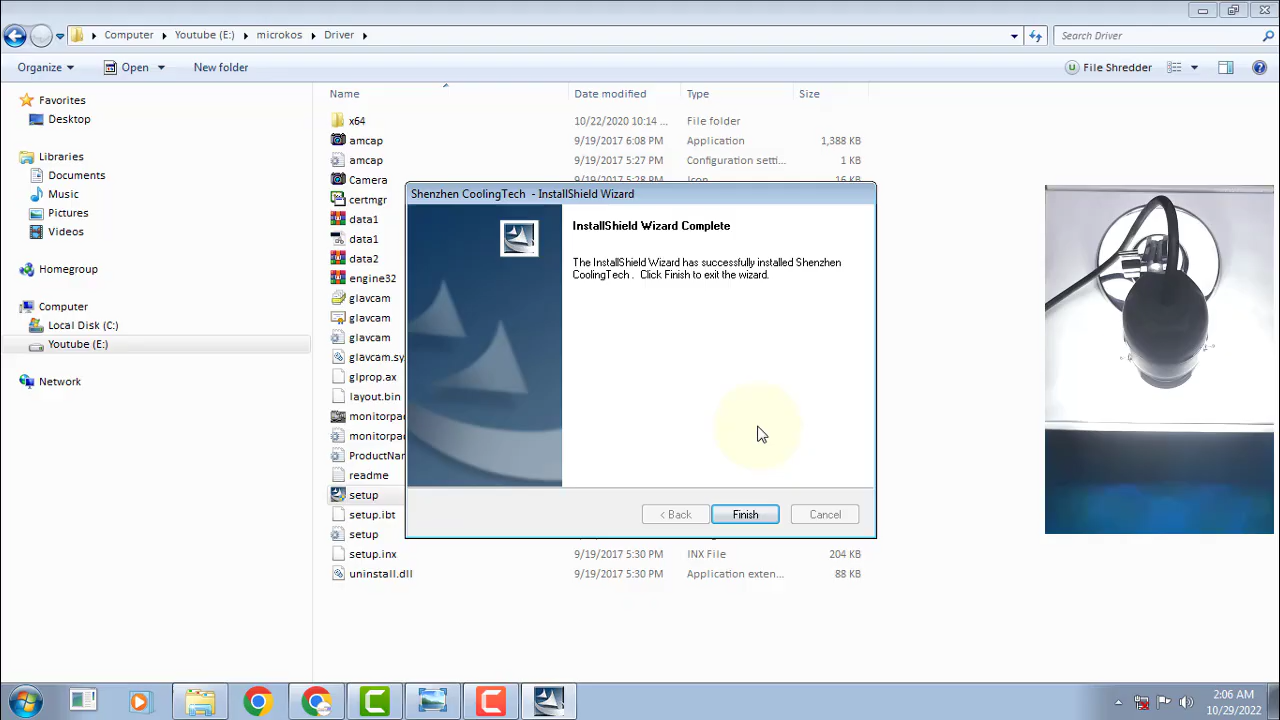 Computer Youtube (E:) microkos Driver
Search Driver
Organize Open New folder
File Shredder
Name Date modified Type Size
Favorites
Desktop
Libraries
Documents
Music
Pictures
Videos
Homegroup
Computer
Local Disk (C:)
Youtube (E:)
Network
x64 10/22/2020 10:14 ... File folder
amcap 9/19/2017 6:08 PM Application 1,388 KB
amcap 9/19/2017 5:27 PM Configuration setti... 1 KB
Camera 9/19/2017 5:28 PM Icon 16 KB
certmgr
data1
data1
data2
engine32
glavcam
glavcam
glavcam
glavcam.sy
glprop.ax
layout.bin
monitorpa
monitorpa
ProductNa
readme
setup
setup.ibt
setup
setup.inx 9/19/2017 5:30 PM INX File 204 KB
uninstall.dll 9/19/2017 5:30 PM Application exten... 88 KB
Shenzhen CoolingTech - InstallShield Wizard
InstallShield Wizard Complete
The InstallShield Wizard has successfully installed Shenzhen
CoolingTech . Click Finish to exit the wizard.
< Back Finish Cancel
2:06 AM
10/29/2022